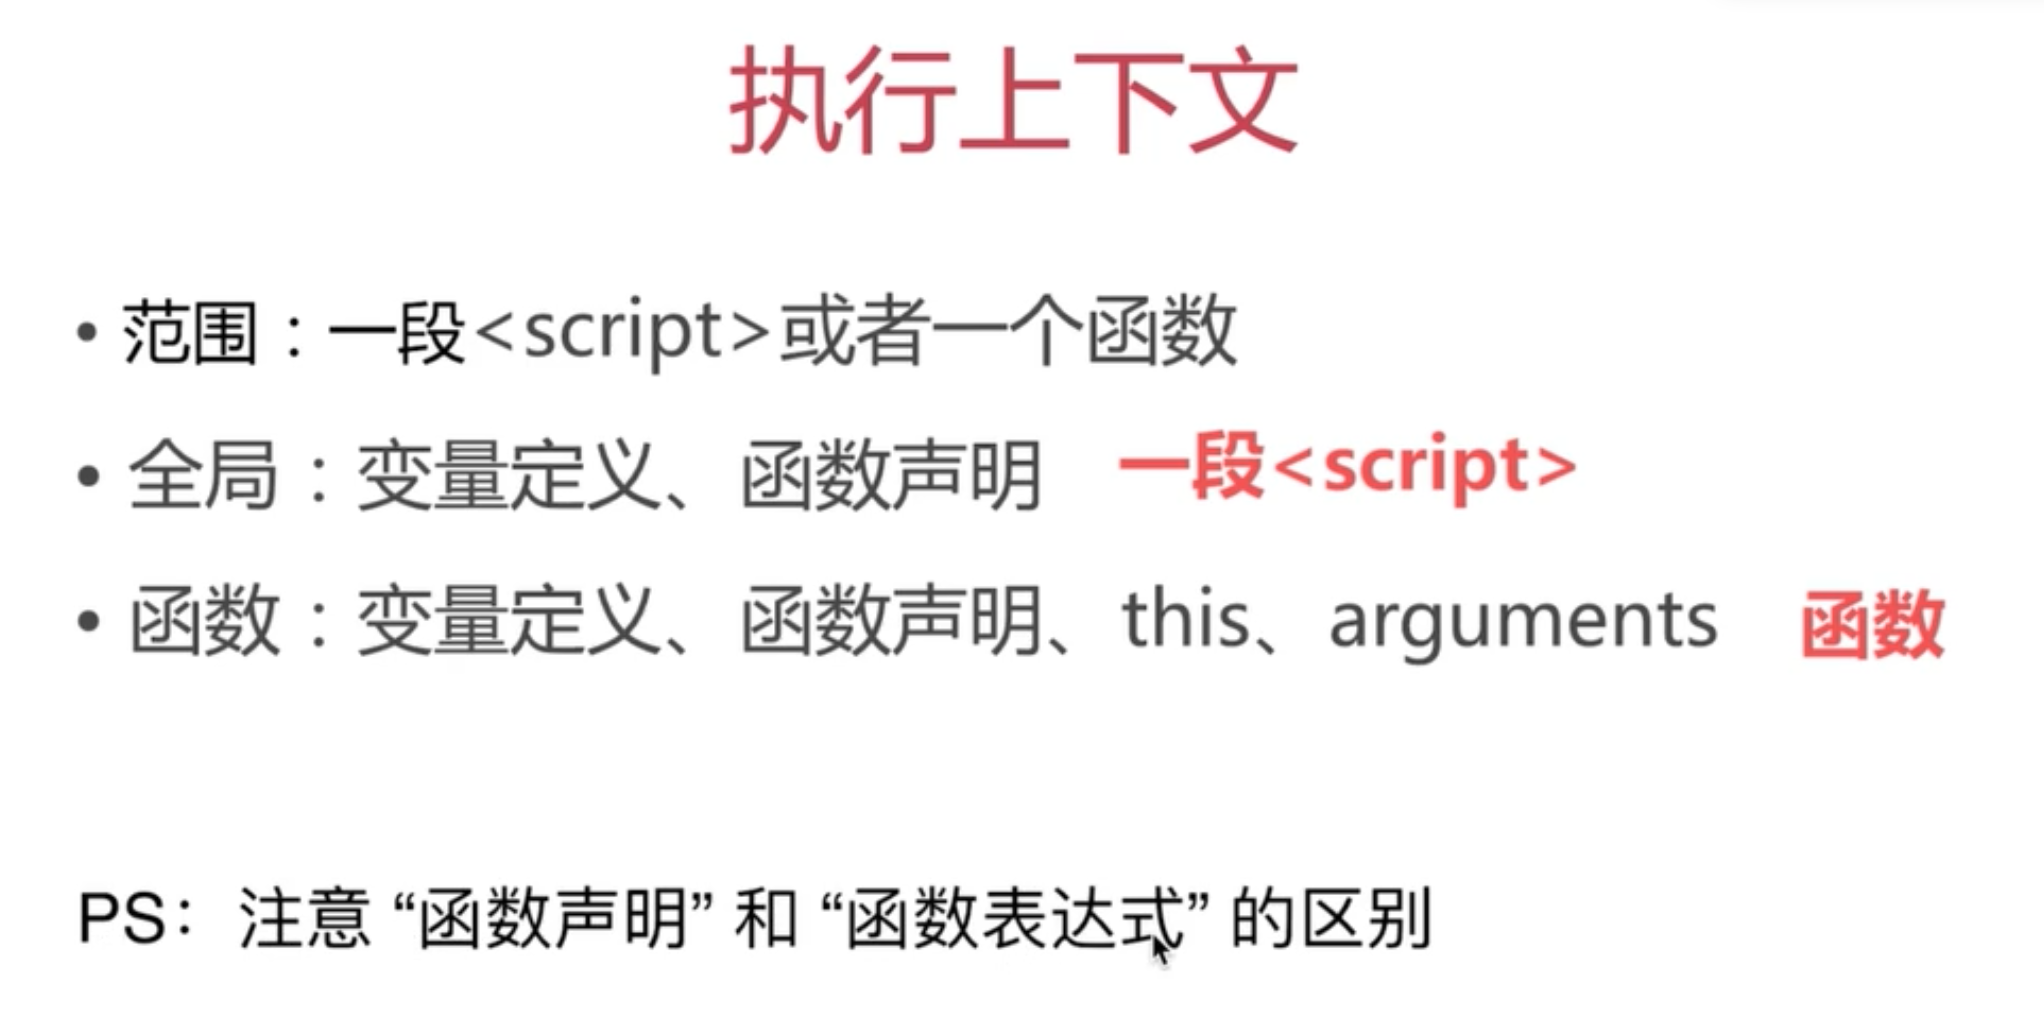 执行上下文
• 范围：一段<script>或者一个函数
• 全局：变量定义、函数声明 一段<script>
• 函数：变量定义、函数声明、this、arguments 函数
PS：注意 “函数声明” 和 “函数表达式” 的区别